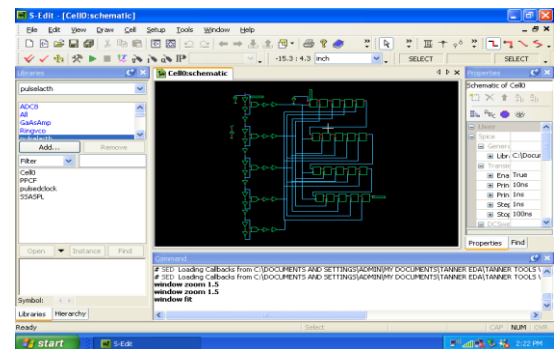 S-Edit - [Cell0:schematic]
File Edit View Draw Cell Setup Tools Window Help
-15.3 : 4.3 inch SELECT SELECT
Libraries
Cell0:schematic
Properties
pulselacth
Schematic of Cell0
ADC8
All
GaAsAmp
Ringvco
Add... Remove
Filter
Cell0
PPCF
pulsedclock
SSASPL
User
Spice
C:\Docur
True
10ns
1ns
1ns
100ns
Open Instance Find
Properties Find
Command
# SED Loading Callbacks from C:\DOCUMENTS AND SETTINGS\ADMIN\MY DOCUMENTS\TANNER EDA\TANNER TOOLS
# SED Loading Callbacks from C:\DOCUMENTS AND SETTINGS\ADMIN\MY DOCUMENTS\TANNER EDA\TANNER TOOLS
window zoom 1.5
window zoom 1.5
window fit
Symbol:
Libraries Hierarchy
Ready Select CAP NUM OVR
start S-Edit 2:22 PM